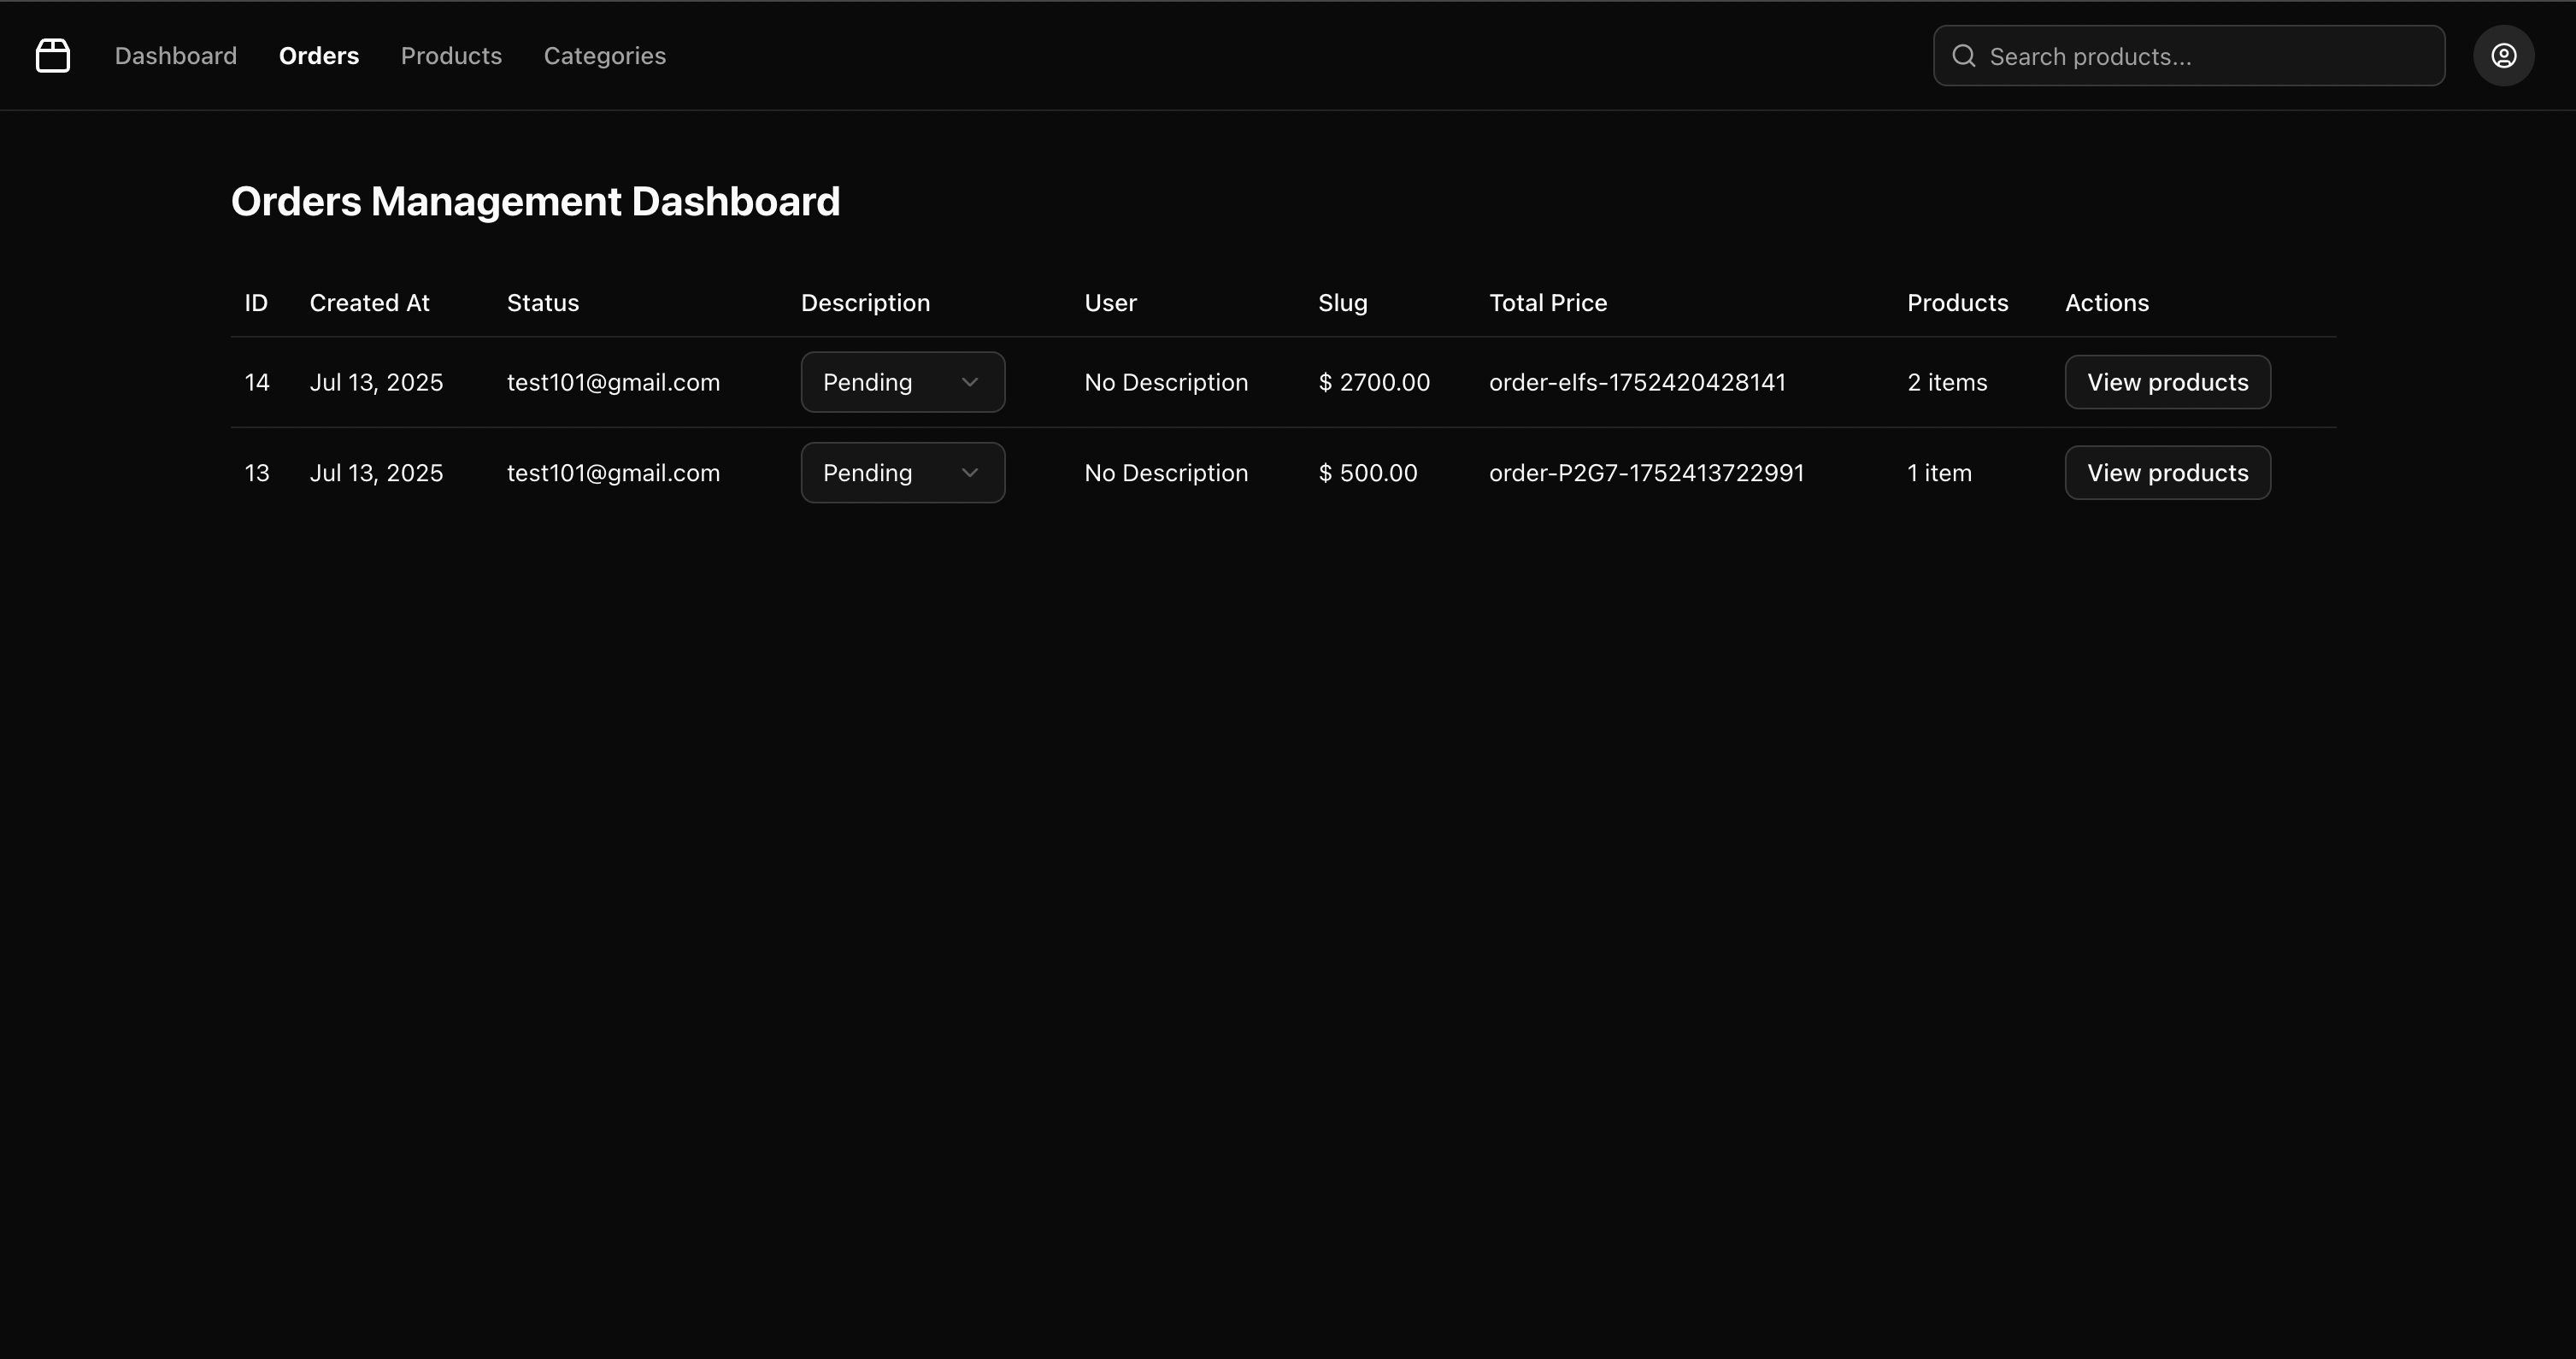 Dashboard Orders Products Categories Search products...
Orders Management Dashboard
ID Created At Status Description User Slug Total Price Products Actions
14 Jul 13, 2025 test101@gmail.com Pending No Description $ 2700.00 order-elfs-1752420428141 2 items View products
13 Jul 13, 2025 test101@gmail.com Pending No Description $ 500.00 order-P2G7-1752413722991 1 item View products